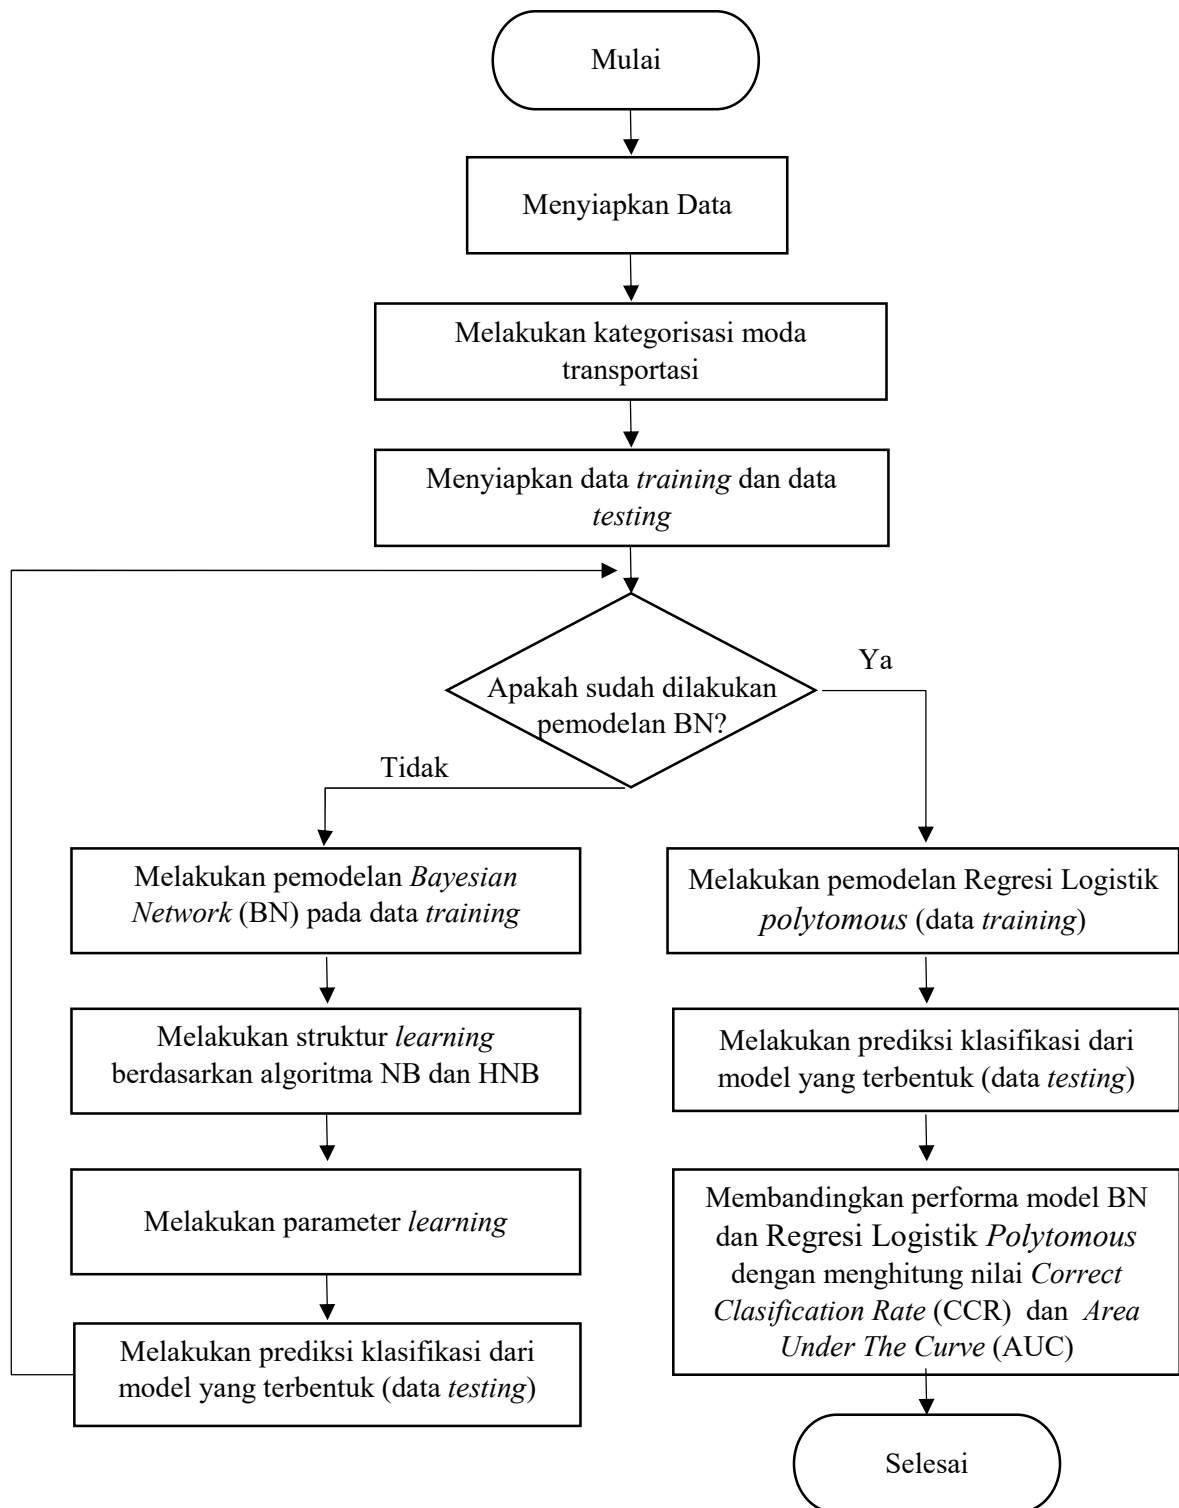 Mulai
Menyiapkan Data
Melakukan kategorisasi moda
transportasi
Menyiapkan data training dan data
testing
Apakah sudah dilakukan
pemodelan BN?
Ya
Tidak
Melakukan pemodelan Bayesian
Network (BN) pada data training
Melakukan struktur learning
berdasarkan algoritma NB dan HNB
Melakukan parameter learning
Melakukan prediksi klasifikasi dari
model yang terbentuk (data testing)
Melakukan pemodelan Regresi Logistik
polytomous (data training)
Melakukan prediksi klasifikasi dari
model yang terbentuk (data testing)
Membandingkan performa model BN
dan Regresi Logistik Polytomous
dengan menghitung nilai Correct
Clasification Rate (CCR) dan Area
Under The Curve (AUC)
Selesai